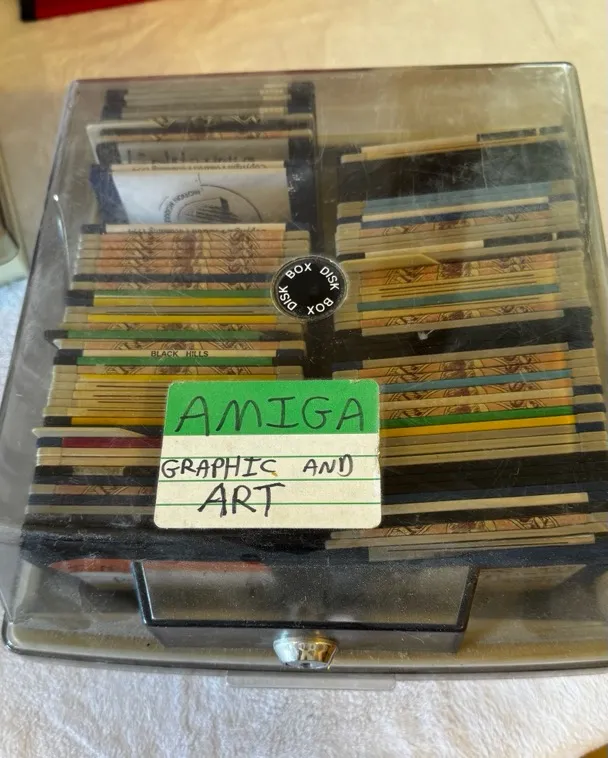 DISK BOX DISK BOX
BLACK HILLS
AMIGA
GRAPHIC AND
ART